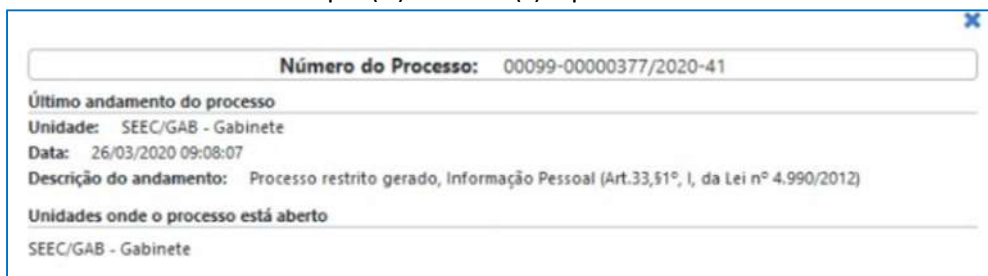 Número do Processo: 00099-00000377/2020-41
Último andamento do processo
Unidade: SEEC/GAB - Gabinete
Data: 26/03/2020 09:08:07
Descrição do andamento: Processo restrito gerado, Informação Pessoal (Art.33,§1º, I, da Lei nº 4.990/2012)
Unidades onde o processo está aberto
SEEC/GAB - Gabinete